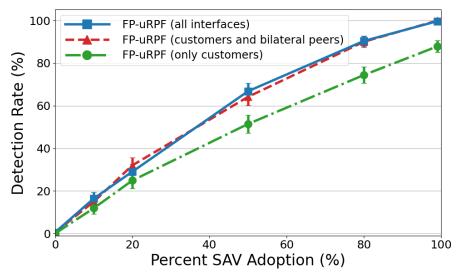 FP-uRPF (all interfaces)
FP-uRPF (customers and bilateral peers)
FP-uRPF (only customers)
Detection Rate (%)
100
80
60
40
20
0
0 20 40 60 80 100
Percent SAV Adoption (%)